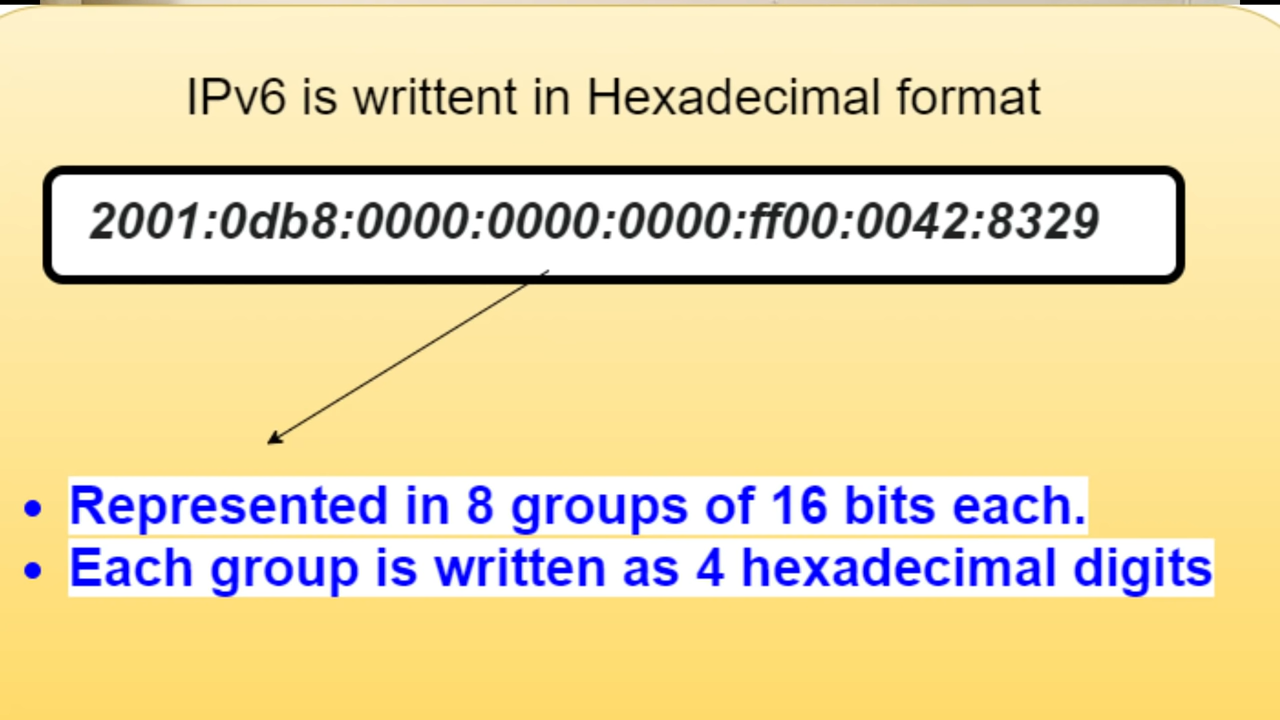 IPv6 is writtent in Hexadecimal format
2001:0db8:0000:0000:0000:ff00:0042:8329
• Represented in 8 groups of 16 bits each.
• Each group is written as 4 hexadecimal digits